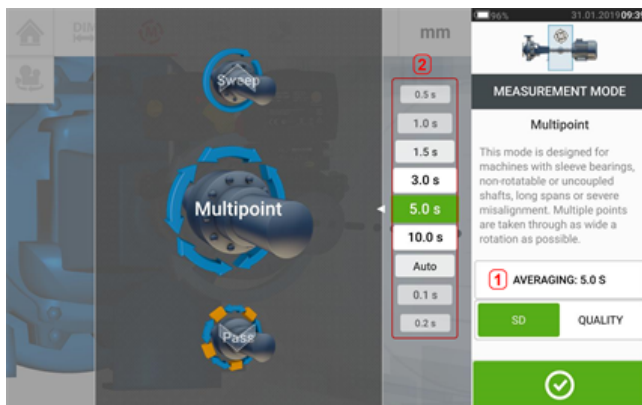 DIM
M
mm
Sweep
Multipoint
Pass
2
0.5 s
1.0 s
1.5 s
3.0 s
5.0 s
10.0 s
Auto
0.1 s
0.2 s
96%
31.01.2019 09:39
MEASUREMENT MODE
Multipoint
This mode is designed for
machines with sleeve bearings,
non-rotatable or uncoupled
shafts, long spans or severe
misalignment. Multiple points
are taken through as wide a
rotation as possible.
1 AVERAGING: 5.0 S
SD QUALITY